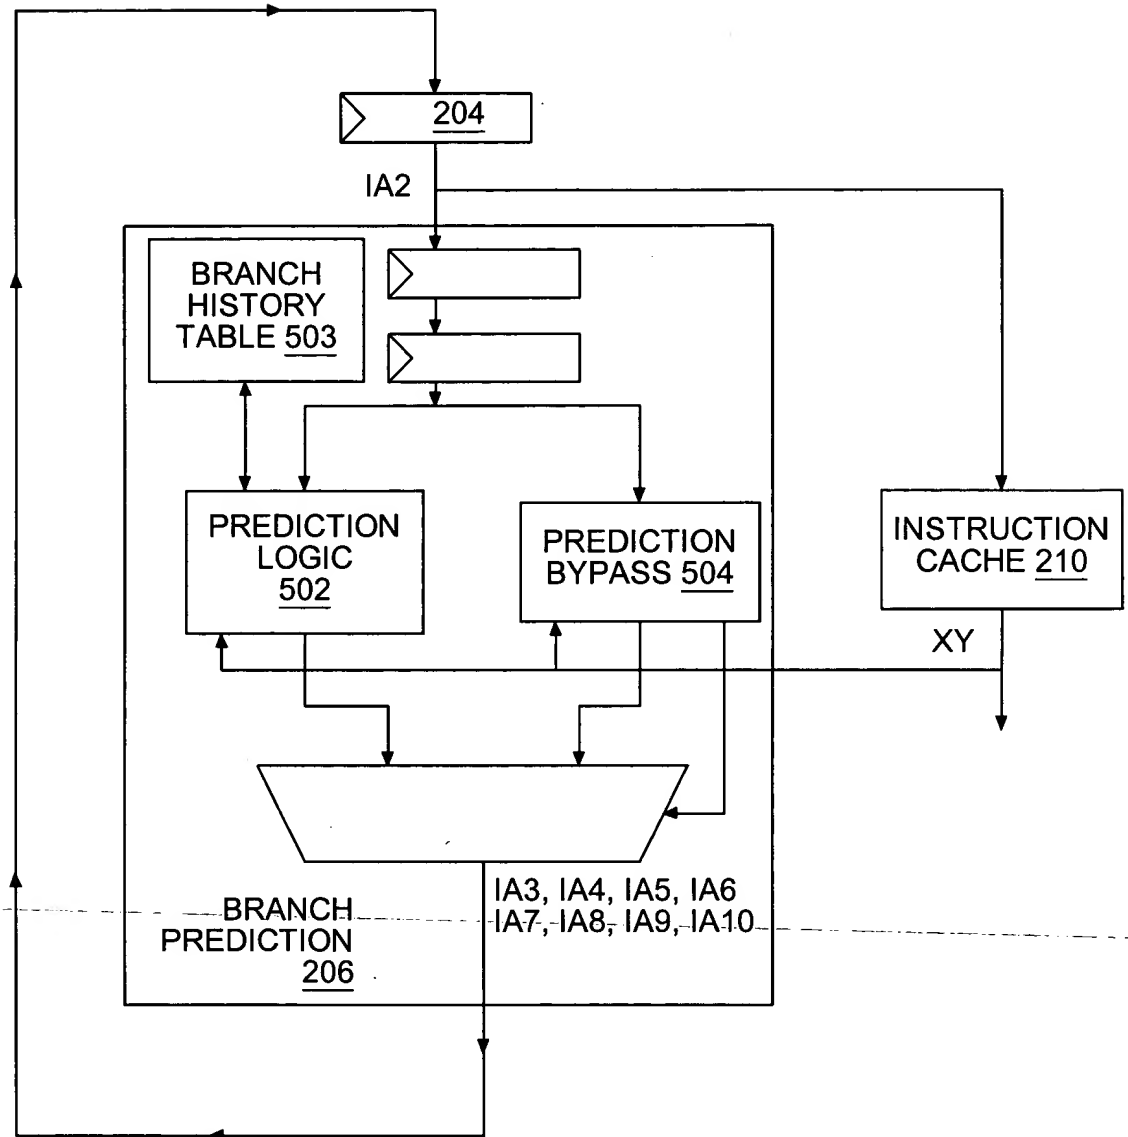 204
IA2
BRANCH
HISTORY
TABLE 503
PREDICTION
LOGIC
502
PREDICTION
BYPASS 504
INSTRUCTION
CACHE 210
XY
IA3, IA4, IA5, IA6
IA7, IA8, IA9, IA10
BRANCH
PREDICTION
206